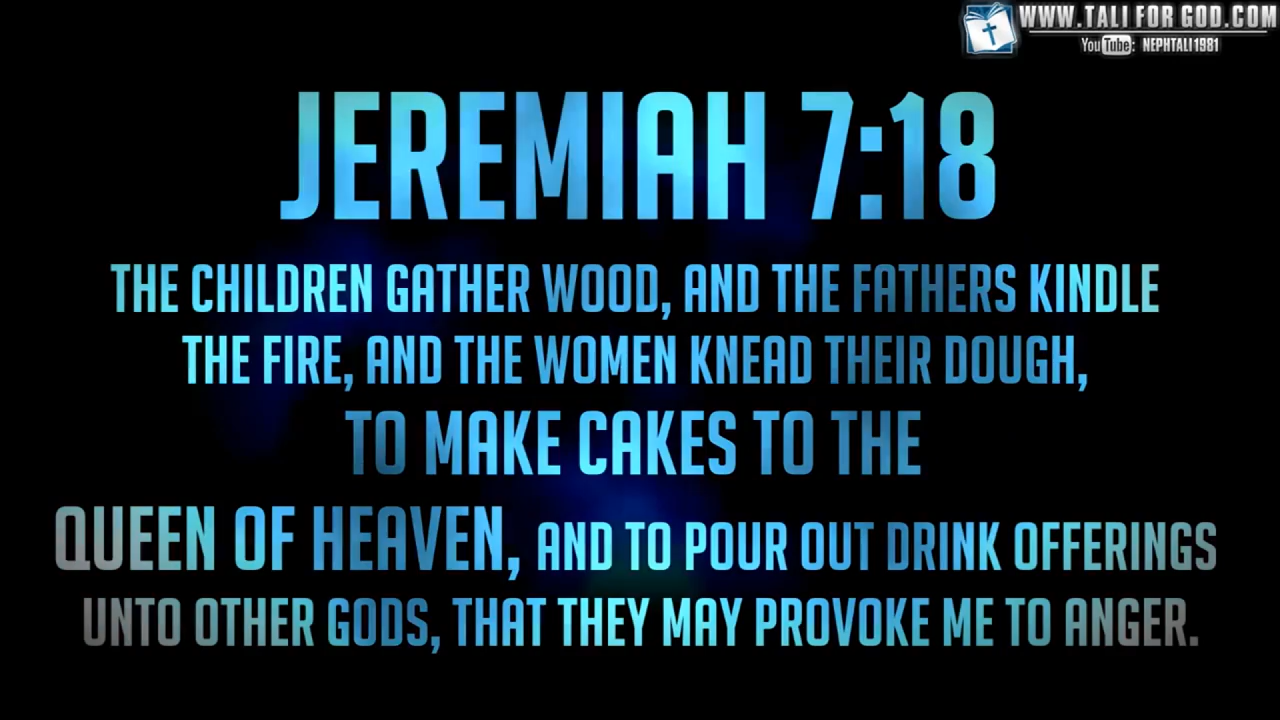 WWW.TALI FOR GOD.COM
YouTube: NEPHTALI1981
JEREMIAH 7:18
THE CHILDREN GATHER WOOD, AND THE FATHERS KINDLE
THE FIRE, AND THE WOMEN KNEAD THEIR DOUGH,
TO MAKE CAKES TO THE
QUEEN OF HEAVEN, AND TO POUR OUT DRINK OFFERINGS
UNTO OTHER GODS, THAT THEY MAY PROVOKE ME TO ANGER.